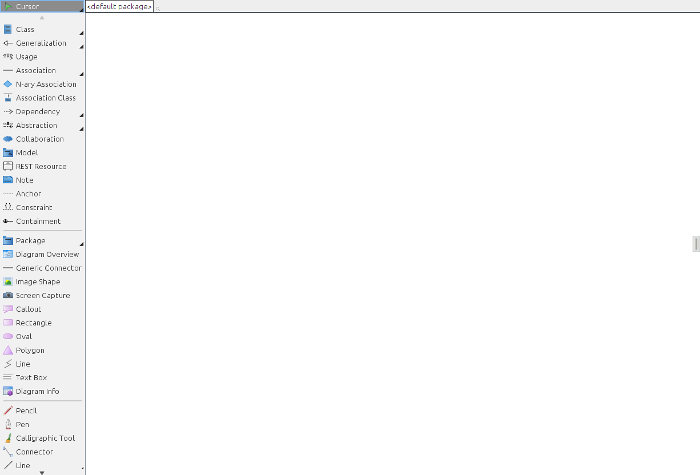 Cursor
<default package>
Class
Generalization
Usage
Association
N-ary Association
Association Class
Dependency
Abstraction
Collaboration
Model
REST Resource
Note
Anchor
Constraint
Containment
Package
Diagram Overview
Generic Connector
Image Shape
Screen Capture
Callout
Rectangle
Oval
Polygon
Line
Text Box
Diagram Info
Pencil
Pen
Calligraphic Tool
Connector
Line